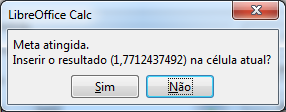 LibreOffice Calc
Meta atingida.
Inserir o resultado (1,7712437492) na célula atual?
Sim
Não